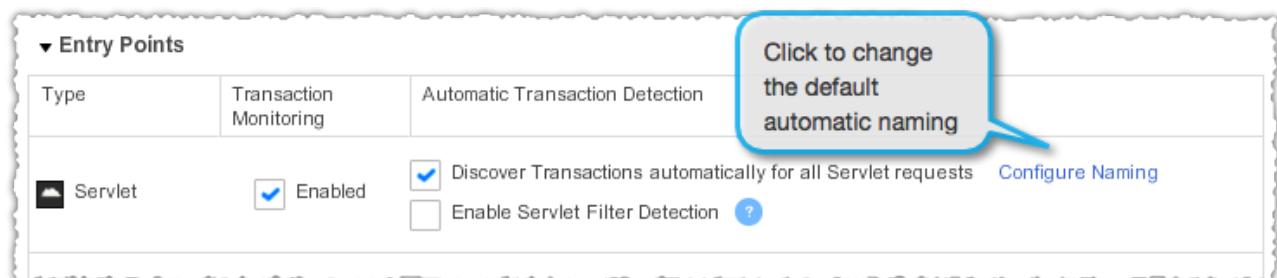 Entry Points
Click to change
the default
automatic naming
Type
Transaction
Monitoring
Automatic Transaction Detection
Servlet
Enabled
Discover Transactions automatically for all Servlet requests
Configure Naming
Enable Servlet Filter Detection
?